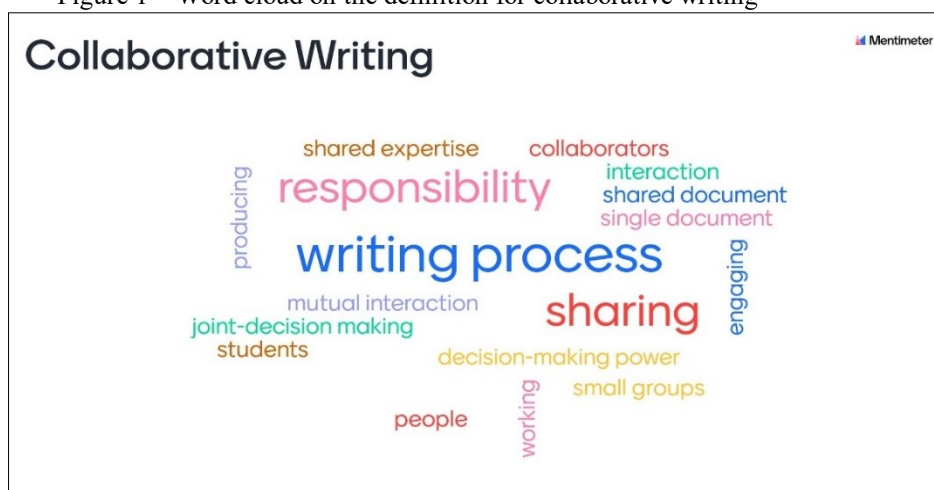 Figure 1 – Word cloud on the definition for collaborative writing
Collaborative Writing
Mentimeter
shared expertise
collaborators
producing
responsibility
interaction
shared document
single document
writing process
engaging
mutual interaction
sharing
joint-decision making
students
decision-making power
small groups
people
working